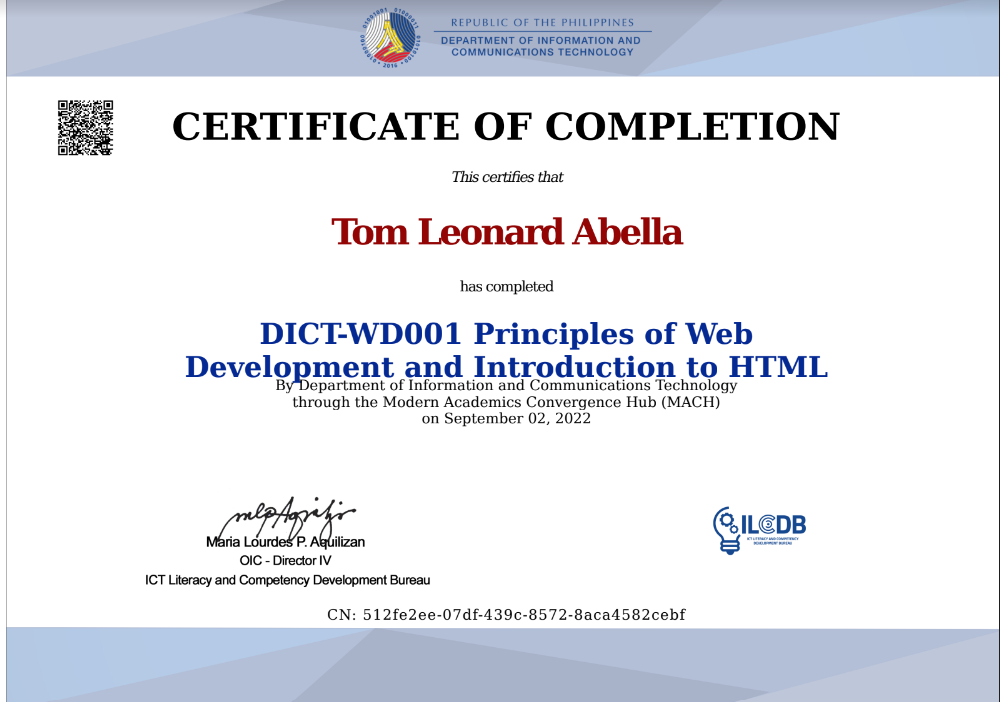 REPUBLIC OF THE PHILIPPINES
DEPARTMENT OF INFORMATION AND
COMMUNICATIONS TECHNOLOGY
2016
CERTIFICATE OF COMPLETION
This certifies that
Tom Leonard Abella
has completed
DICT-WD001 Principles of Web
Development and Introduction to HTML
By Department of Information and Communications Technology
through the Modern Academics Convergence Hub (MACH)
on September 02, 2022
Maria Lourdes P. Aquilizan
OIC - Director IV
ICT Literacy and Competency Development Bureau
ILCDB
ICT LITERACY AND COMPETENCY
DEVELOPMENT BUREAU
CN: 512fe2ee-07df-439c-8572-8aca4582cebf